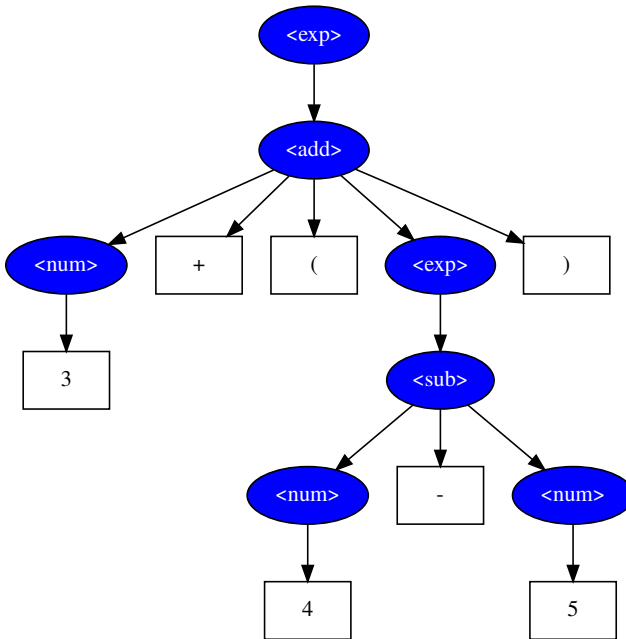 <exp>
<add>
<num> + ( <exp> )
3 <sub>
<num> - <num>
4 5